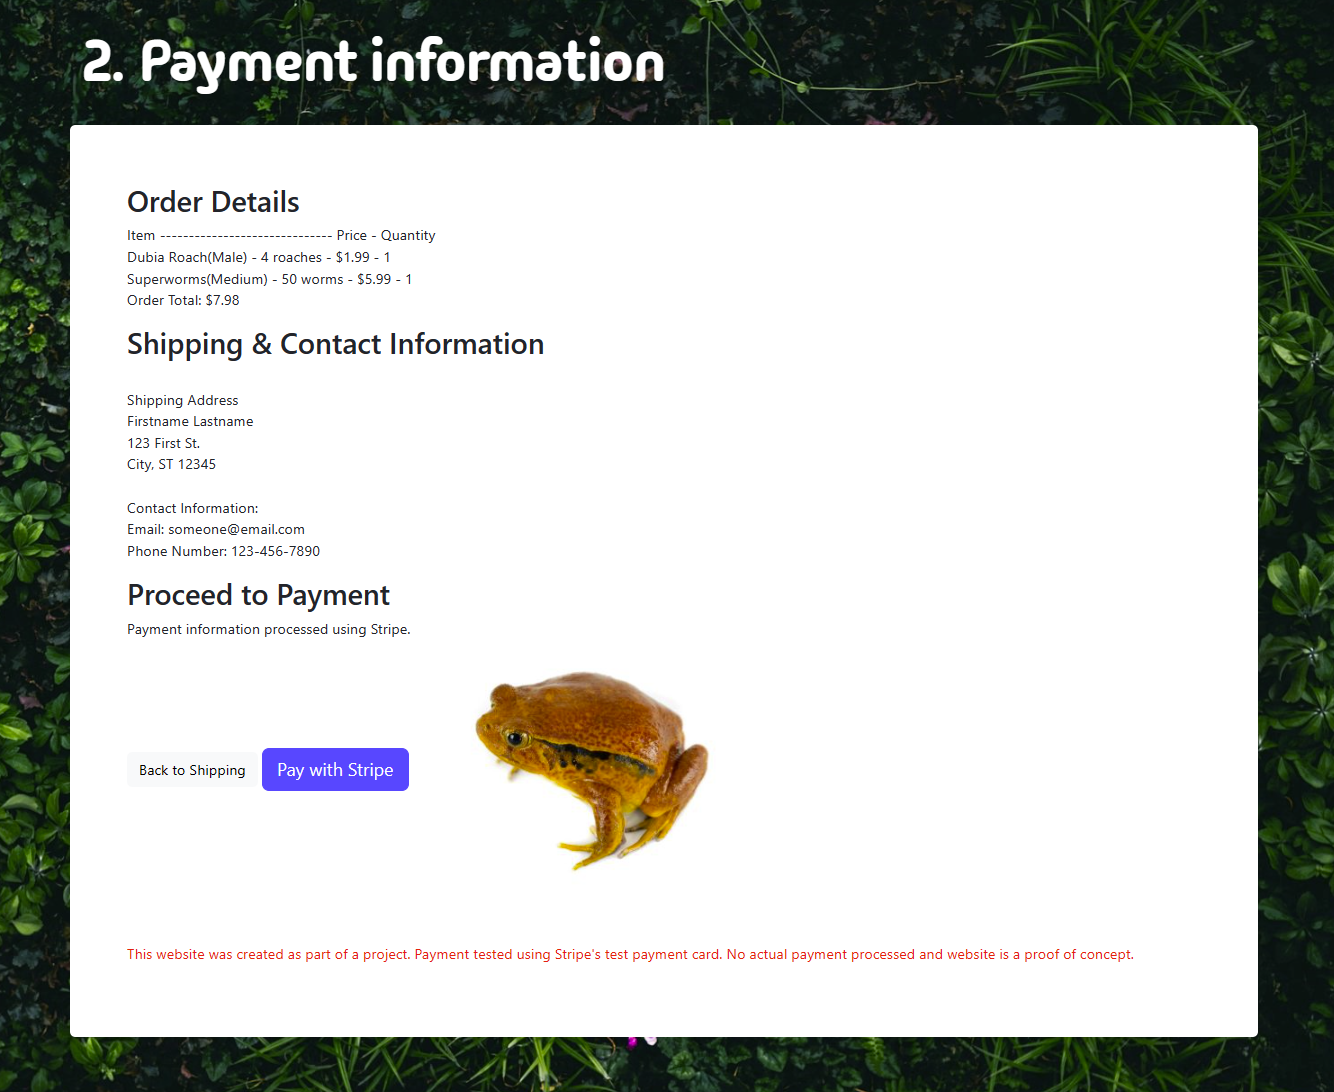 2. Payment information
Order Details
Item ------------------------------ Price - Quantity
Dubia Roach(Male) - 4 roaches - $1.99 - 1
Superworms(Medium) - 50 worms - $5.99 - 1
Order Total: $7.98
Shipping & Contact Information
Shipping Address
Firstname Lastname
123 First St.
City, ST 12345
Contact Information:
Email: someone@email.com
Phone Number: 123-456-7890
Proceed to Payment
Payment information processed using Stripe.
Back to Shipping
Pay with Stripe
This website was created as part of a project. Payment tested using Stripe's test payment card. No actual payment processed and website is a proof of concept.